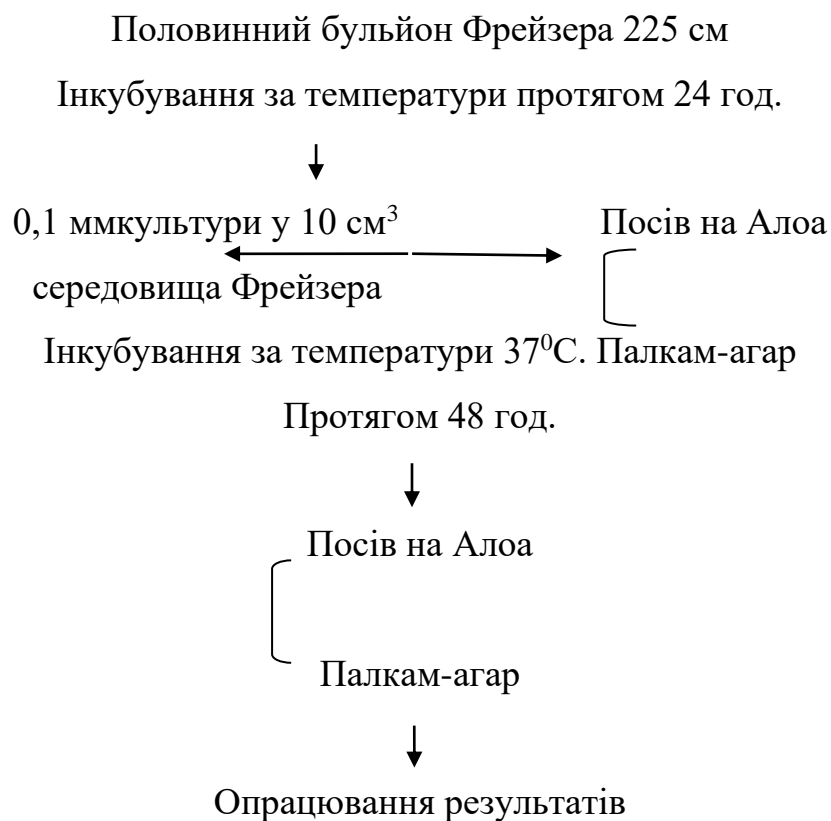 Половинний бульйон Фрейзера 225 см
Інкубування за температури протягом 24 год.
0,1 ммкультури у 10 см³ Посів на Алоа
середовища Фрейзера
Інкубування за температури 37⁰С. Палкам-агар
Протягом 48 год.
Посів на Алоа
Палкам-агар
Опрацювання результатів